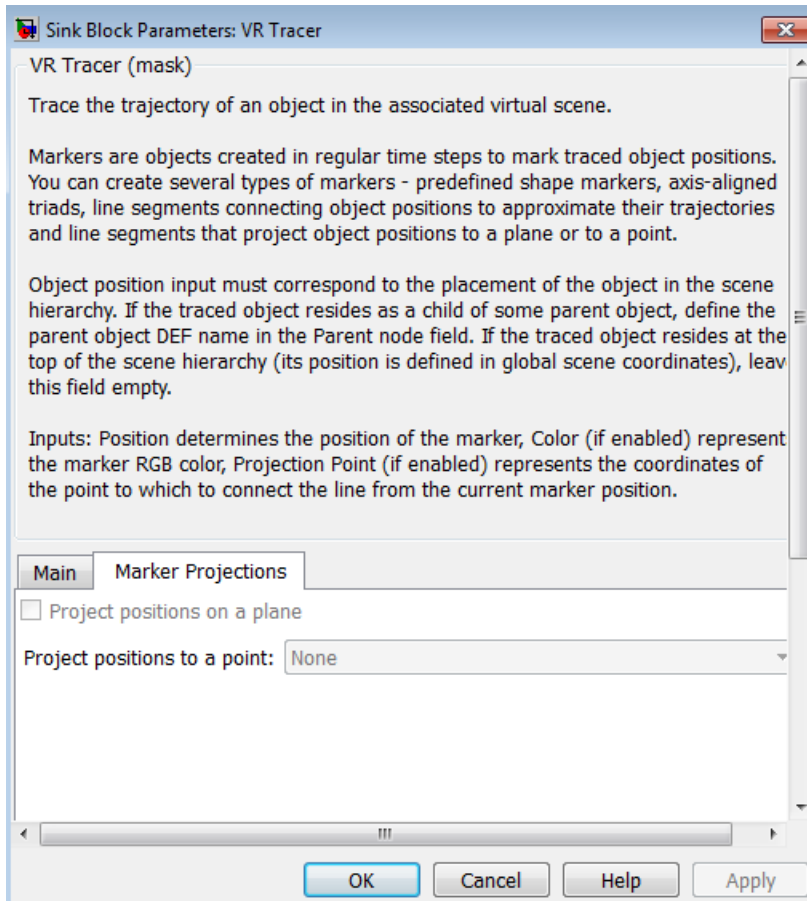 Sink Block Parameters: VR Tracer
VR Tracer (mask)
Trace the trajectory of an object in the associated virtual scene.
Markers are objects created in regular time steps to mark traced object positions.
You can create several types of markers - predefined shape markers, axis-aligned
triads, line segments connecting object positions to approximate their trajectories
and line segments that project object positions to a plane or to a point.
Object position input must correspond to the placement of the object in the scene
hierarchy. If the traced object resides as a child of some parent object, define the
parent object DEF name in the Parent node field. If the traced object resides at the
top of the scene hierarchy (its position is defined in global scene coordinates), leav
this field empty.
Inputs: Position determines the position of the marker, Color (if enabled) represent
the marker RGB color, Projection Point (if enabled) represents the coordinates of
the point to which to connect the line from the current marker position.
Main Marker Projections
Project positions on a plane
Project positions to a point: None
OK Cancel Help Apply